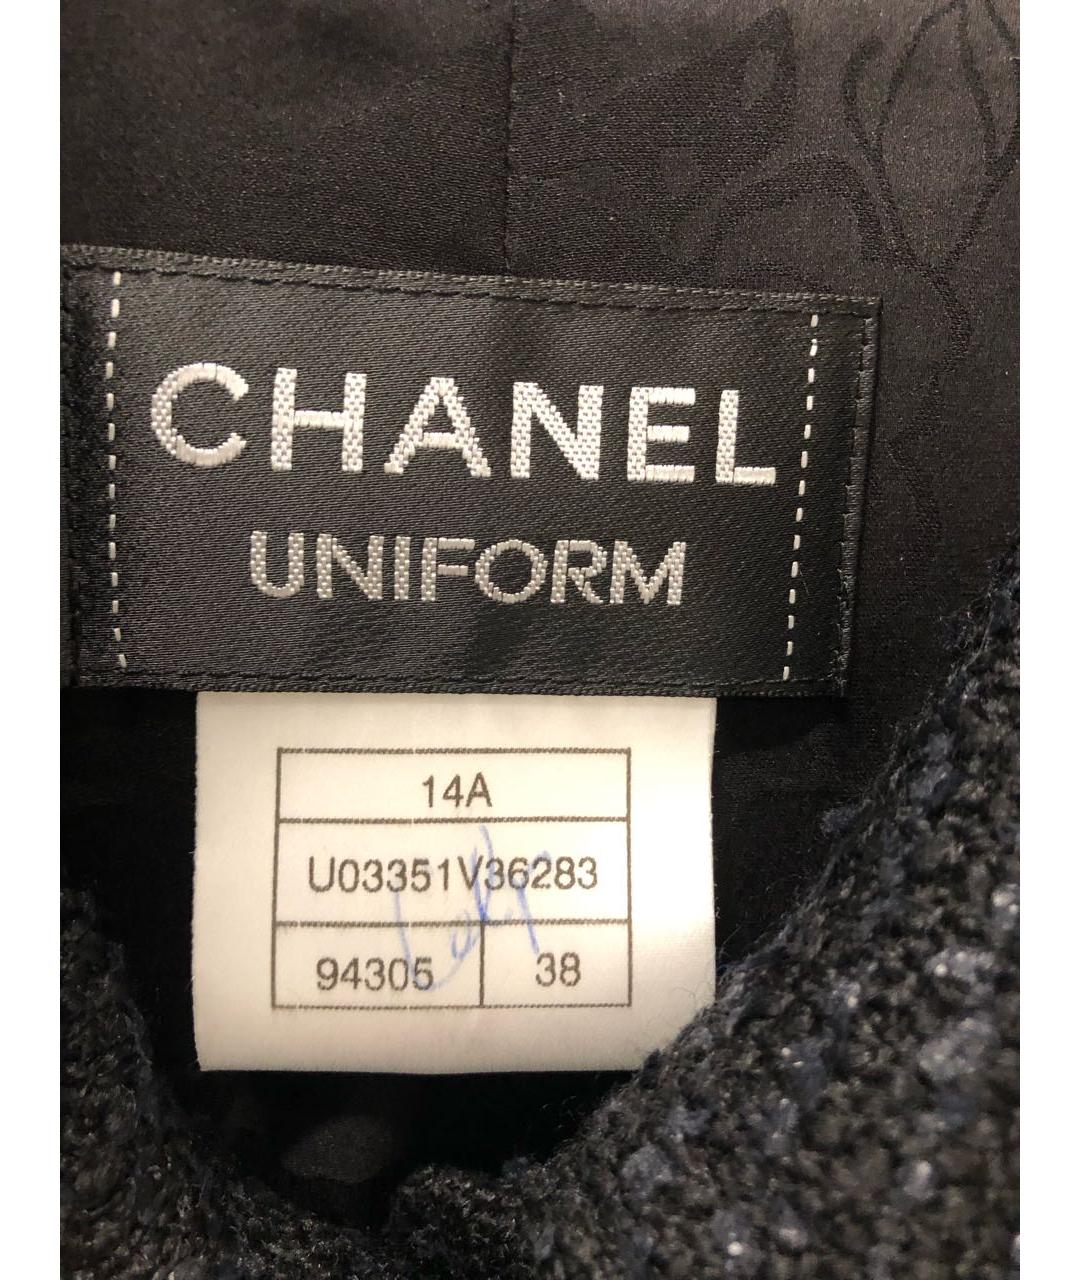 CHANEL
UNIFORM
14A
U03351V36283
94305 38